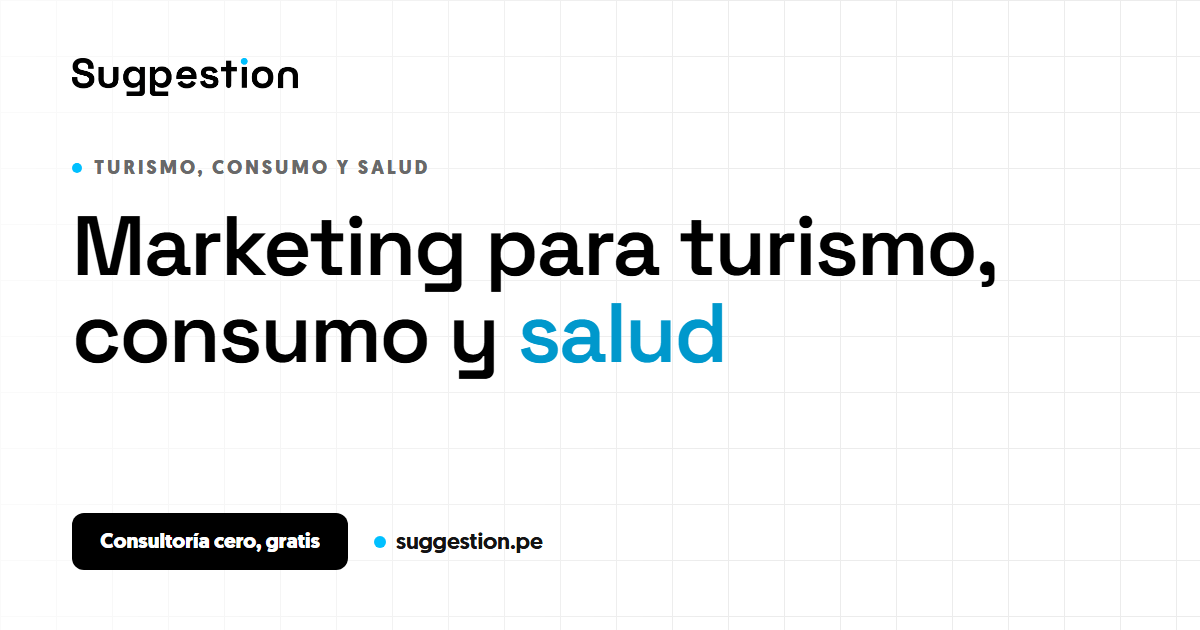 Suggestion
TURISMO, CONSUMO Y SALUD
Marketing para turismo,
consumo y salud
Consultoría cero, gratis
suggestion.pe